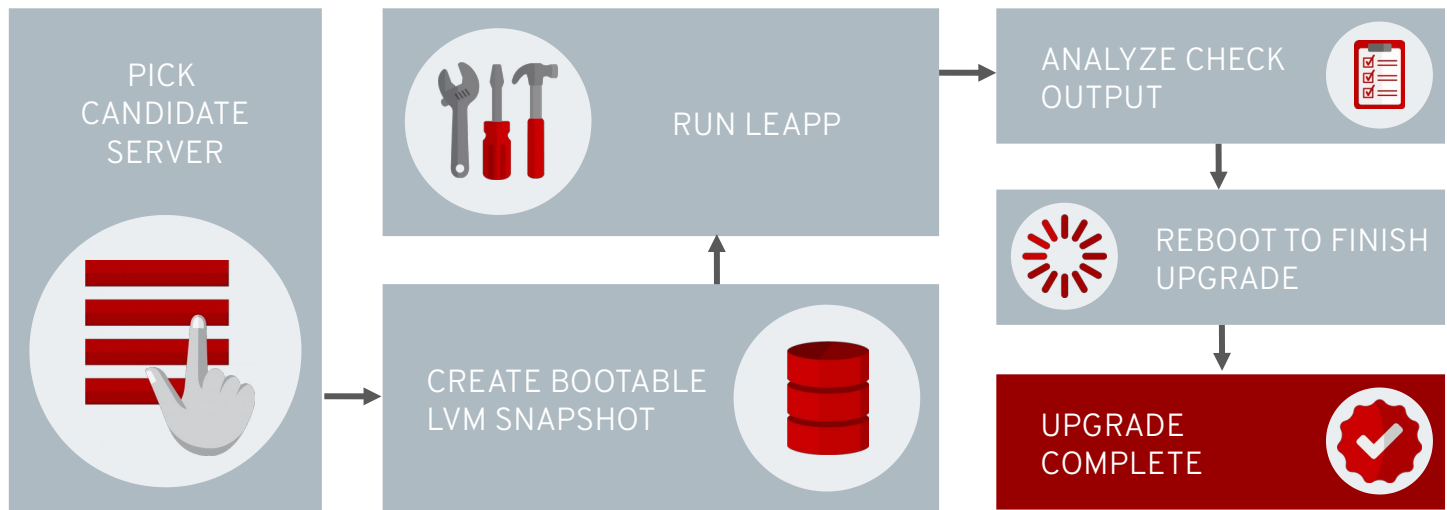 PICK
CANDIDATE
SERVER
CREATE BOOTABLE
LVM SNAPSHOT
RUN LEAPP
ANALYZE CHECK
OUTPUT
REBOOT TO FINISH
UPGRADE
UPGRADE
COMPLETE